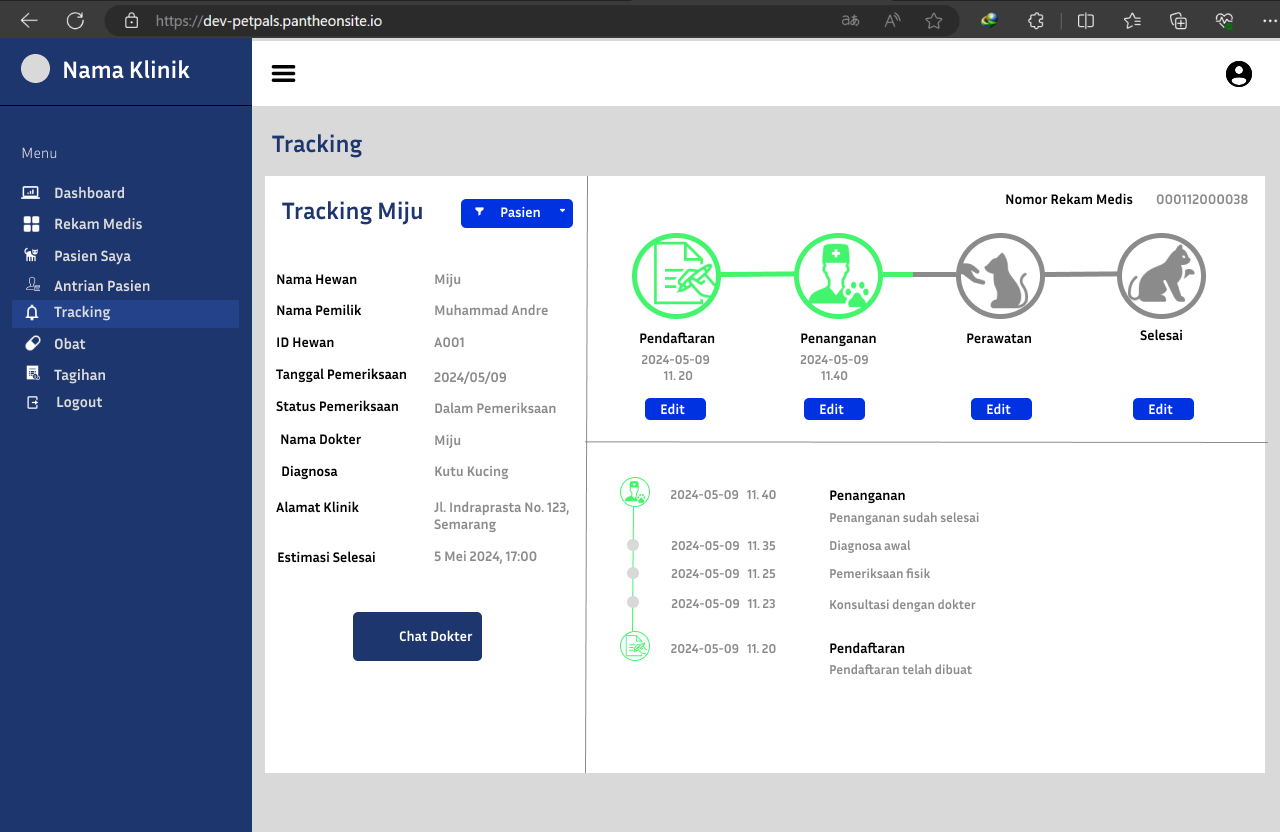 https://dev-petpals.pantheonsite.io
Nama Klinik
Menu
Dashboard
Rekam Medis
Pasien Saya
Antrian Pasien
Tracking
Obat
Tagihan
Logout
Tracking
Tracking Miju
Pasien
Nama Hewan Miju
Nama Pemilik Muhammad Andre
ID Hewan A001
Tanggal Pemeriksaan 2024/05/09
Status Pemeriksaan Dalam Pemeriksaan
Nama Dokter Miju
Diagnosa Kutu Kucing
Alamat Klinik Jl. Indraprasta No. 123,
Semarang
Estimasi Selesai 5 Mei 2024, 17:00
Chat Dokter
Nomor Rekam Medis 000112000038
Pendaftaran Penanganan Perawatan Selesai
2024-05-09 2024-05-09
11. 20 11.40
Edit Edit Edit Edit
2024-05-09 11. 40 Penanganan
Penanganan sudah selesai
2024-05-09 11. 35 Diagnosa awal
2024-05-09 11. 25 Pemeriksaan fisik
2024-05-09 11. 23 Konsultasi dengan dokter
2024-05-09 11. 20 Pendaftaran
Pendaftaran telah dibuat